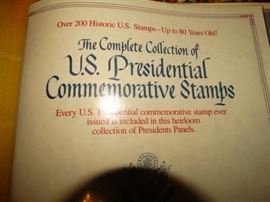 Over 200 Historic U.S. Stamps – Up to 80 Years Old!
The Complete Collection of
U.S. Presidential
Commemorative Stamps
Every U.S. Presidential commemorative stamp ever
issued is included in this heirloom
collection of Presidents Panels.